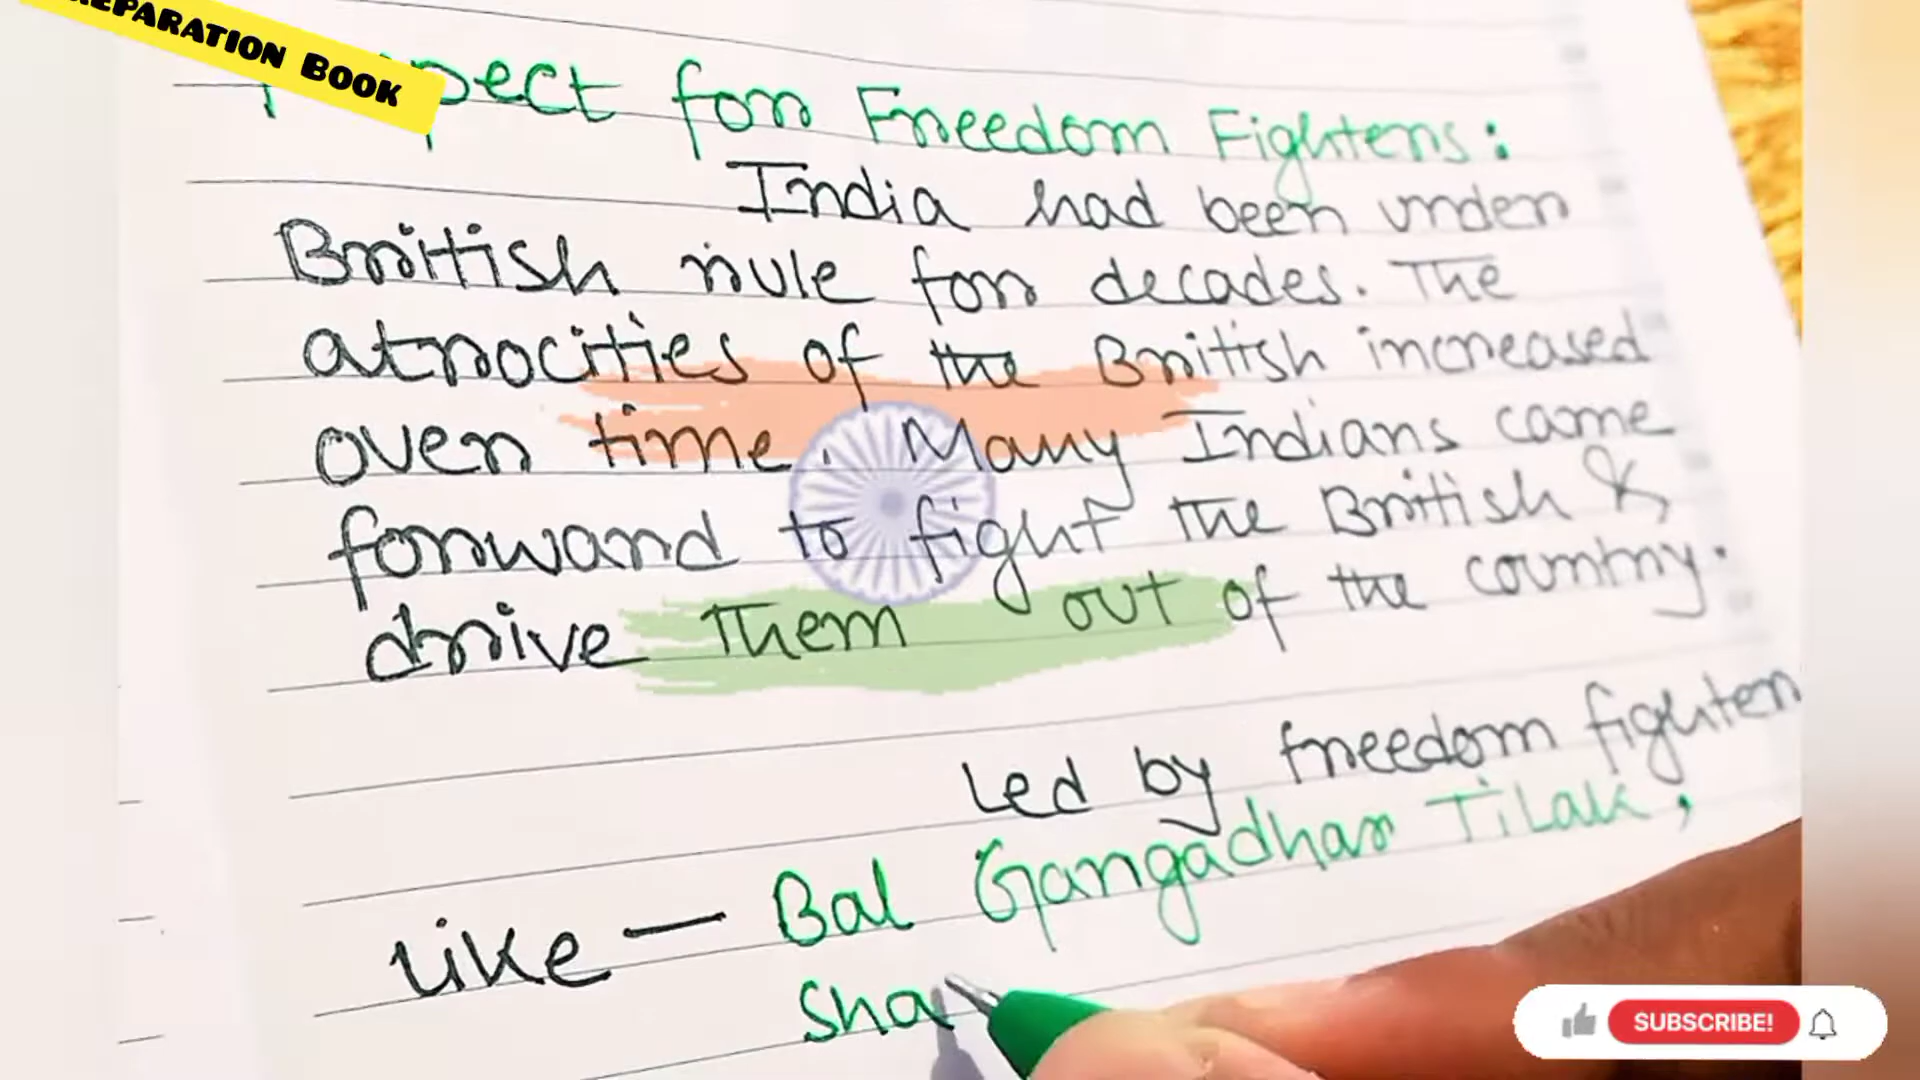 REPARATION BOOK
pect for Freedom Fighters:
India had been under
British rule for decades. The
atrocities of the British increased
over time. Many Indians came
forward to fight the British &
drive them out of the country.
Led by freedom fighter
like — Bal Gangadhar Tilak,
Sha
SUBSCRIBE!